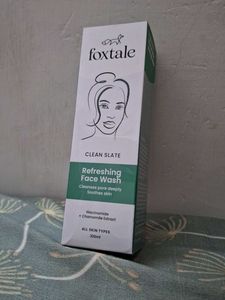 foxtale
CLEAN SLATE
Refreshing
Face Wash
Cleanses pore deeply
Soothes skin
Niacinamide
+ Chamomile Extract
ALL SKIN TYPES
100ml